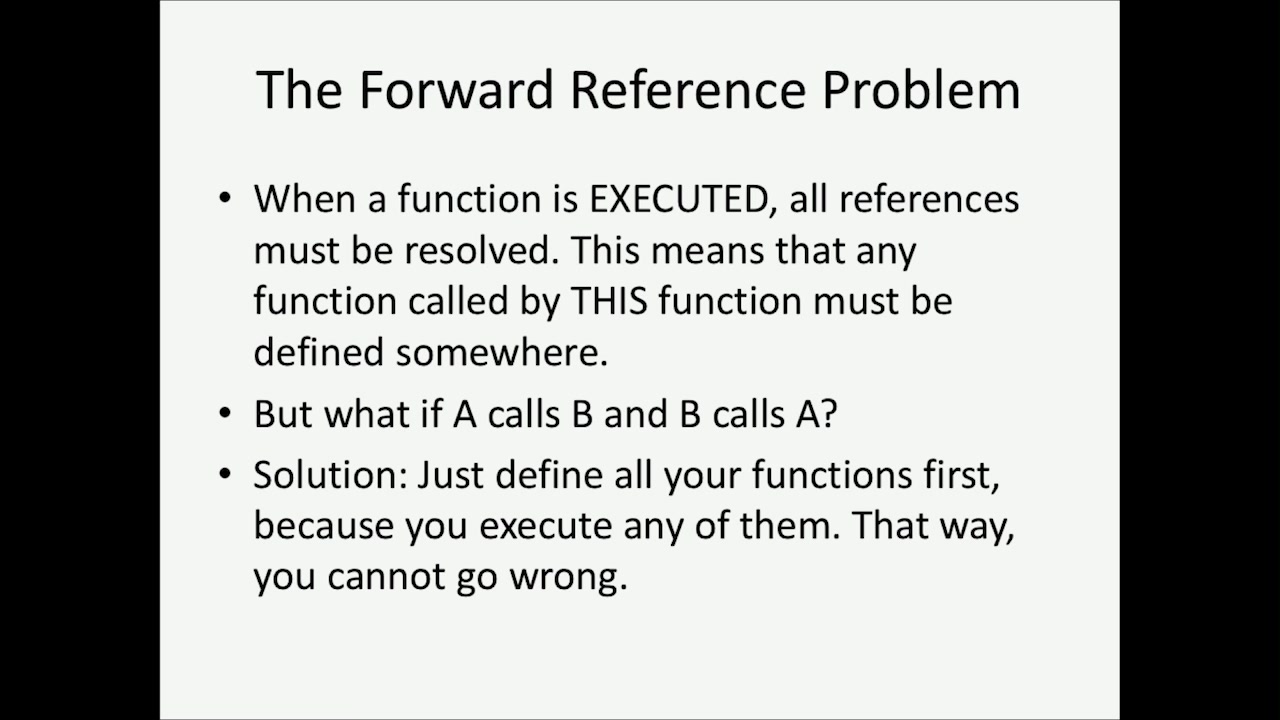 The Forward Reference Problem
• When a function is EXECUTED, all references
must be resolved. This means that any
function called by THIS function must be
defined somewhere.
• But what if A calls B and B calls A?
• Solution: Just define all your functions first,
because you execute any of them. That way,
you cannot go wrong.